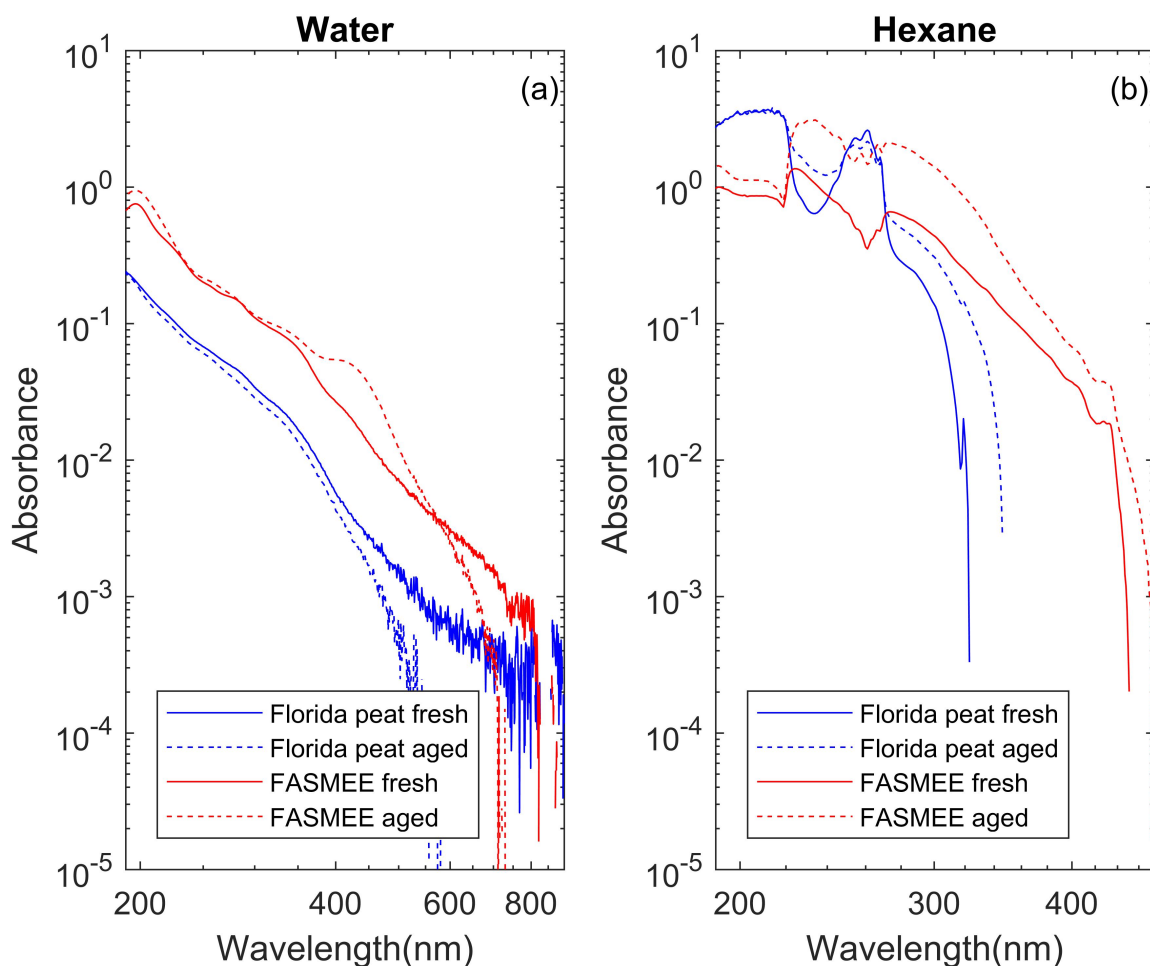 Water
(a)
10^1
10^0
10^-1
10^-2
10^-3
10^-4
10^-5
Absorbance
Florida peat fresh
Florida peat aged
FASMEE fresh
FASMEE aged
200 400 600 800
Wavelength(nm)
Hexane
(b)
10^1
10^0
10^-1
10^-2
10^-3
10^-4
10^-5
Absorbance
Florida peat fresh
Florida peat aged
FASMEE fresh
FASMEE aged
200 300 400
Wavelength(nm)